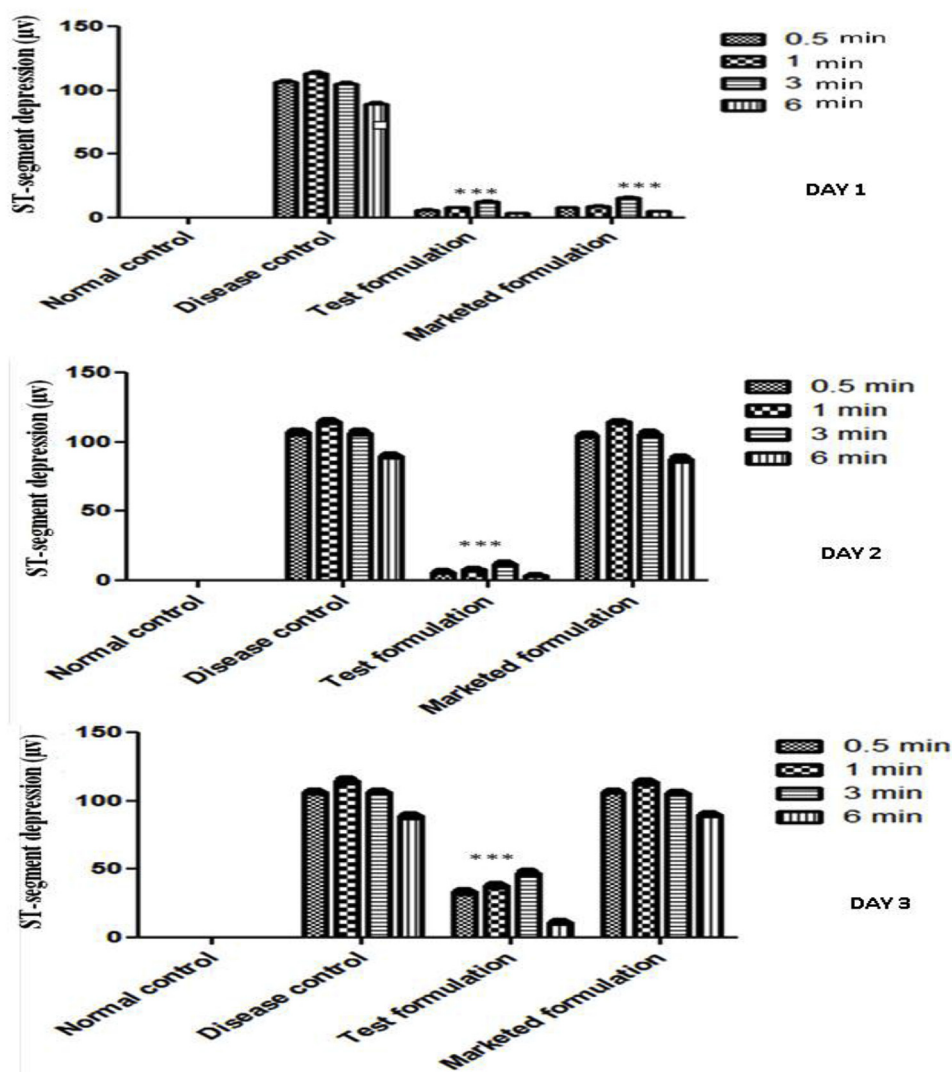 150
100
50
0
ST-segment depression (µv)
0.5 min
1 min
3 min
6 min
***
***
DAY 1
Normal control
Disease control
Test formulation
Marketed formulation
150
100
50
0
ST-segment depression (µv)
0.5 min
1 min
3 min
6 min
***
DAY 2
Normal control
Disease control
Test formulation
Marketed formulation
150
100
50
0
ST-segment depression (µv)
0.5 min
1 min
3 min
6 min
***
DAY 3
Normal control
Disease control
Test formulation
Marketed formulation